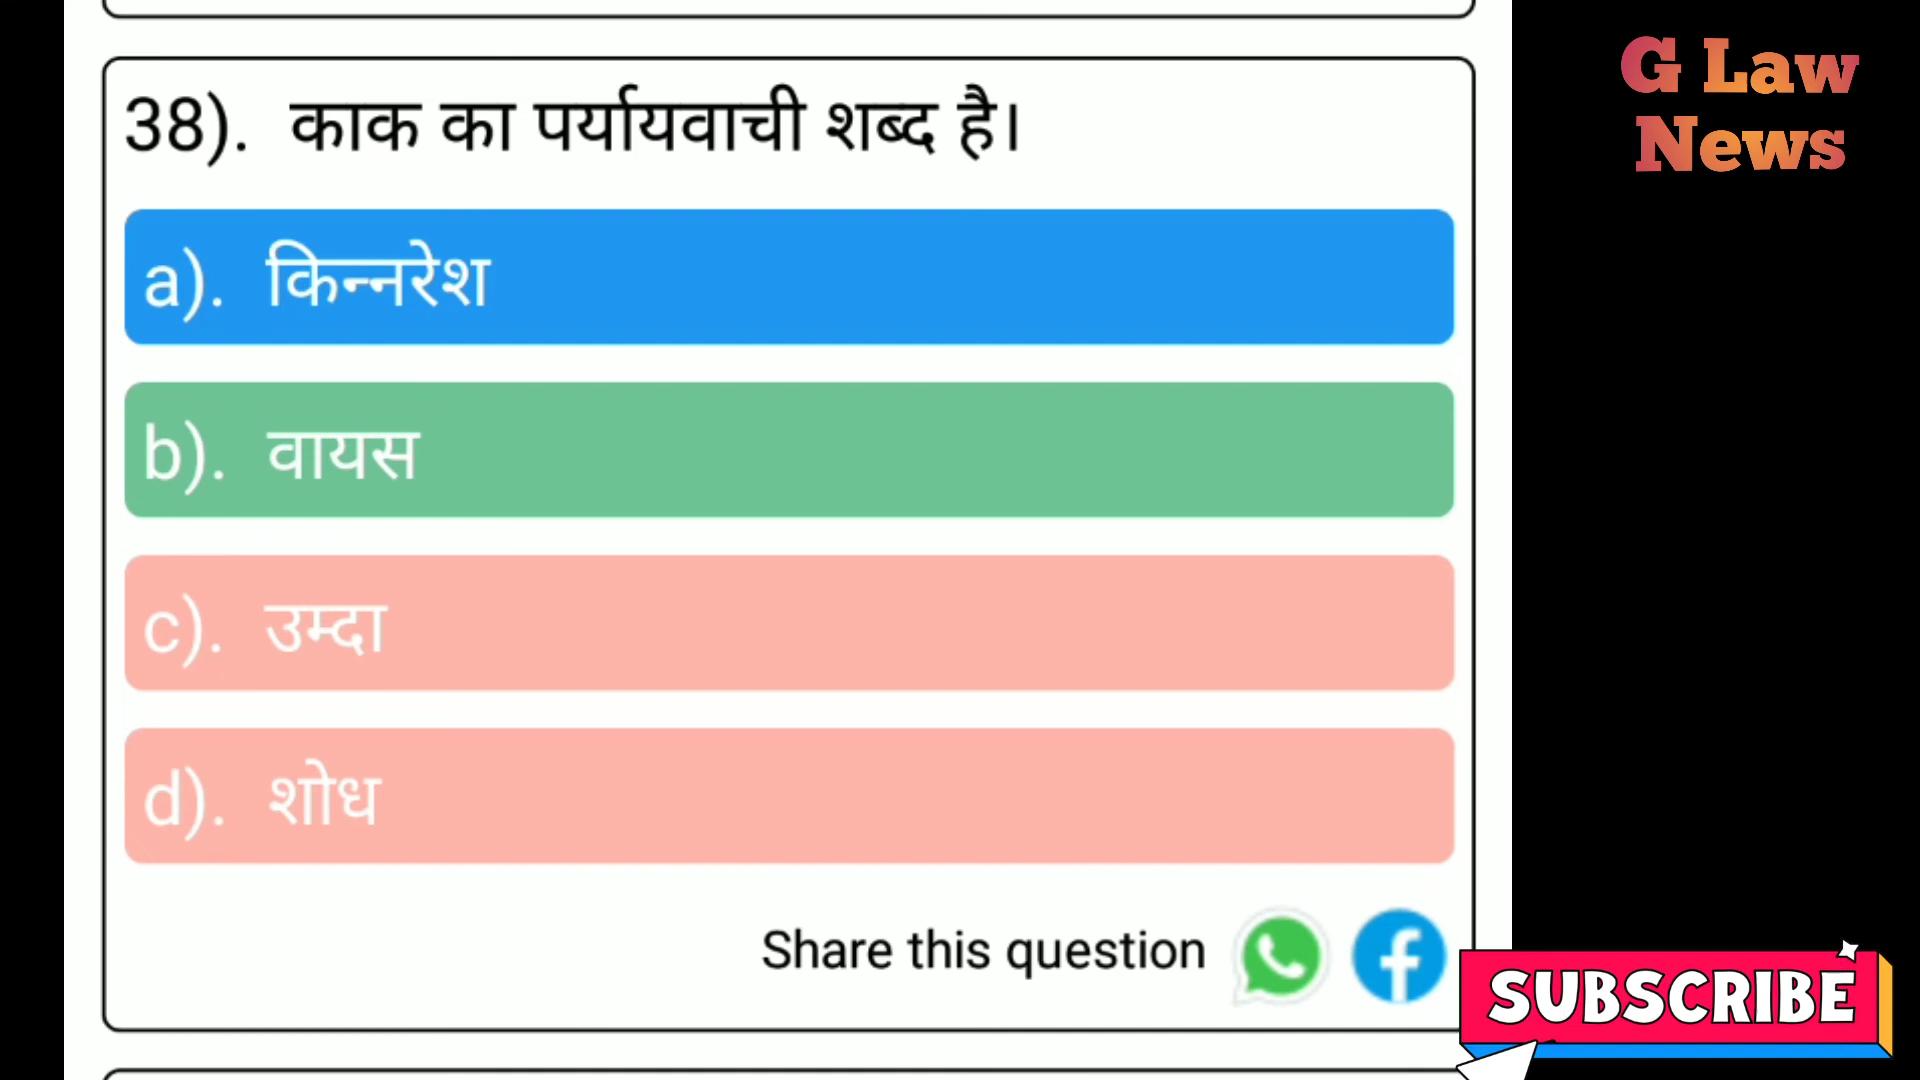 G Law
News
38). काक का पर्यायवाची शब्द है।
a). किन्नरेश
b). वायस
c). उम्दा
d). शोध
Share this question
SUBSCRIBE